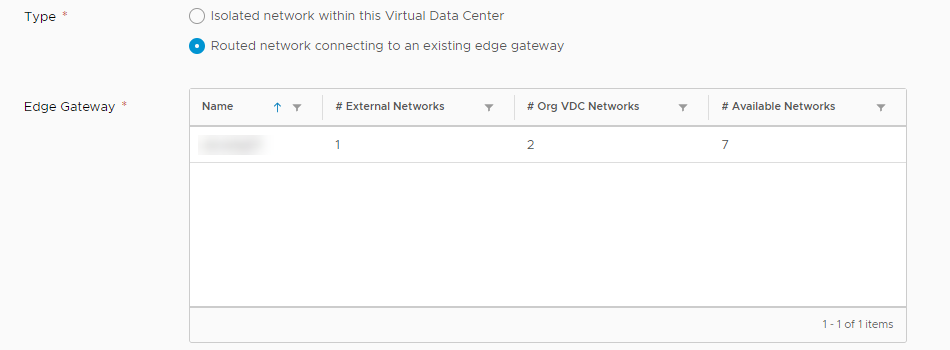 Type *
Isolated network within this Virtual Data Center
Routed network connecting to an existing edge gateway
Edge Gateway *
Name # External Networks # Org VDC Networks # Available Networks
1 2 7
1 - 1 of 1 items